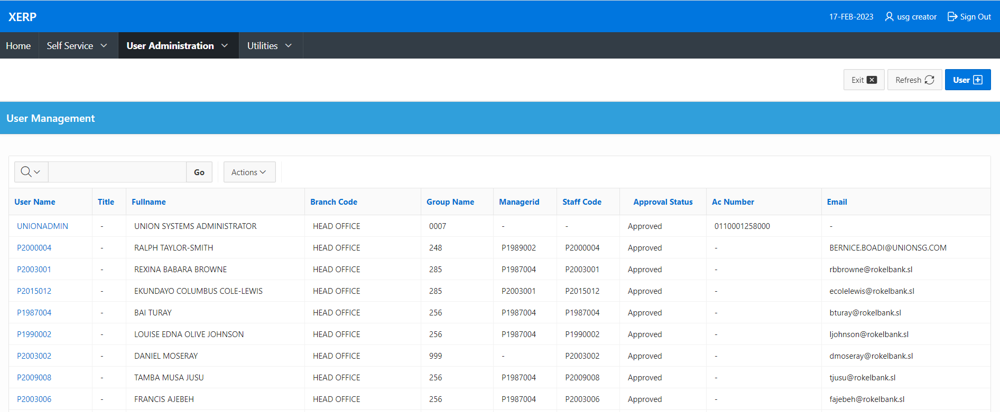 XERP 17-FEB-2023 usg creator Sign Out
Home Self Service User Administration Utilities
Exit Refresh User
User Management
Go Actions
User Name Title Fullname Branch Code Group Name Managerid Staff Code Approval Status Ac Number Email
UNIONADMIN - UNION SYSTEMS ADMINISTRATOR HEAD OFFICE 0007 - - Approved 0110001258000 -
P2000004 - RALPH TAYLOR-SMITH HEAD OFFICE 248 P1989002 P2000004 Approved - BERNICE.BOADI@UNIONSG.COM
P2003001 - REXINA BABARA BROWNE HEAD OFFICE 285 P1987004 P2003001 Approved - rbbrowne@rokelbank.sl
P2015012 - EKUNDAYO COLUMBUS COLE-LEWIS HEAD OFFICE 285 P2003001 P2015012 Approved - ecolelewis@rokelbank.sl
P1987004 - BAI TURAY HEAD OFFICE 256 P1987004 P1987004 Approved - bturay@rokelbank.sl
P1990002 - LOUISE EDNA OLIVE JOHNSON HEAD OFFICE 256 P1987004 P1990002 Approved - ljohnson@rokelbank.sl
P2003002 - DANIEL MOSERAY HEAD OFFICE 999 - P2003002 Approved - dmoseray@rokelbank.sl
P2009008 - TAMBA MUSA JUSU HEAD OFFICE 256 P1987004 P2009008 Approved - tjusu@rokelbank.sl
P2003006 - FRANCIS AJEBEH HEAD OFFICE 256 P1987004 P2003006 Approved - fajebeh@rokelbank.sl